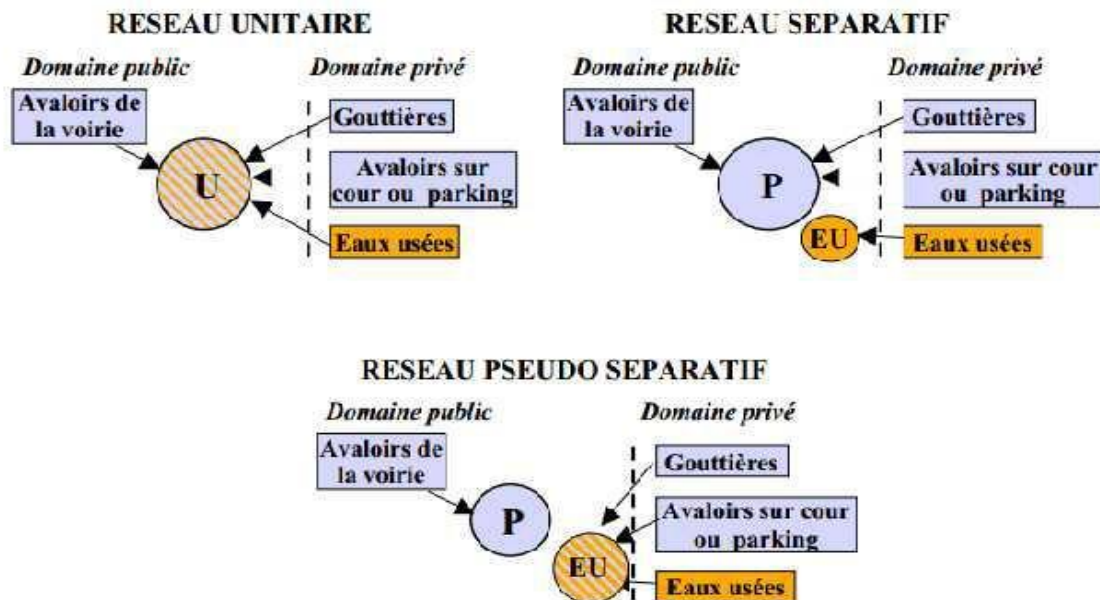 RESEAU UNITAIRE
Domaine public
Domaine privé
Avaloirs de
la voirie
U
Gouttières
Avaloirs sur
cour ou parking
Eaux usées
RESEAU SEPARATIF
Domaine public
Domaine privé
Avaloirs de
la voirie
P
EU
Gouttières
Avaloirs sur cour
ou parking
Eaux usées
RESEAU PSEUDO SEPARATIF
Domaine public
Domaine privé
Avaloirs de
la voirie
P
EU
Gouttières
Avaloirs sur cour
ou parking
Eaux usées